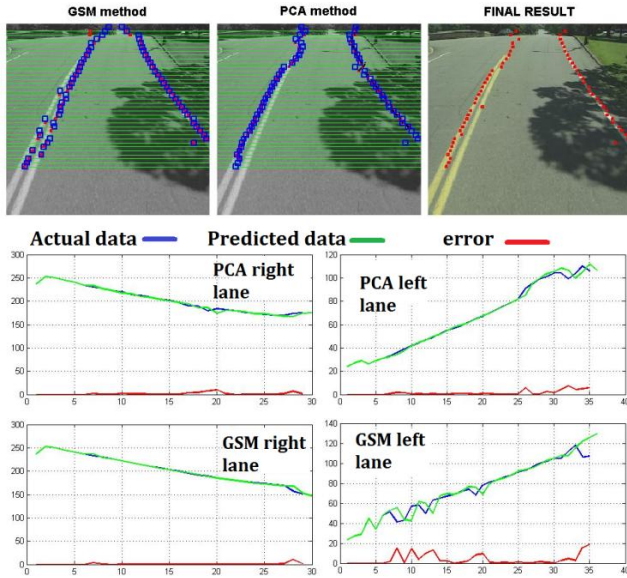 GSM method PCA method FINAL RESULT
Actual data Predicted data error
300
250
200
150
100
50
0
PCA right
lane
0 5 10 15 20 25 30
120
100
80
60
40
20
0
PCA left
lane
0 5 10 15 20 25 30 35 40
300
250
200
150
100
50
0
GSM right
lane
0 5 10 15 20 25 30
140
120
100
80
60
40
20
0
GSM left
lane
0 5 10 15 20 25 30 35 40